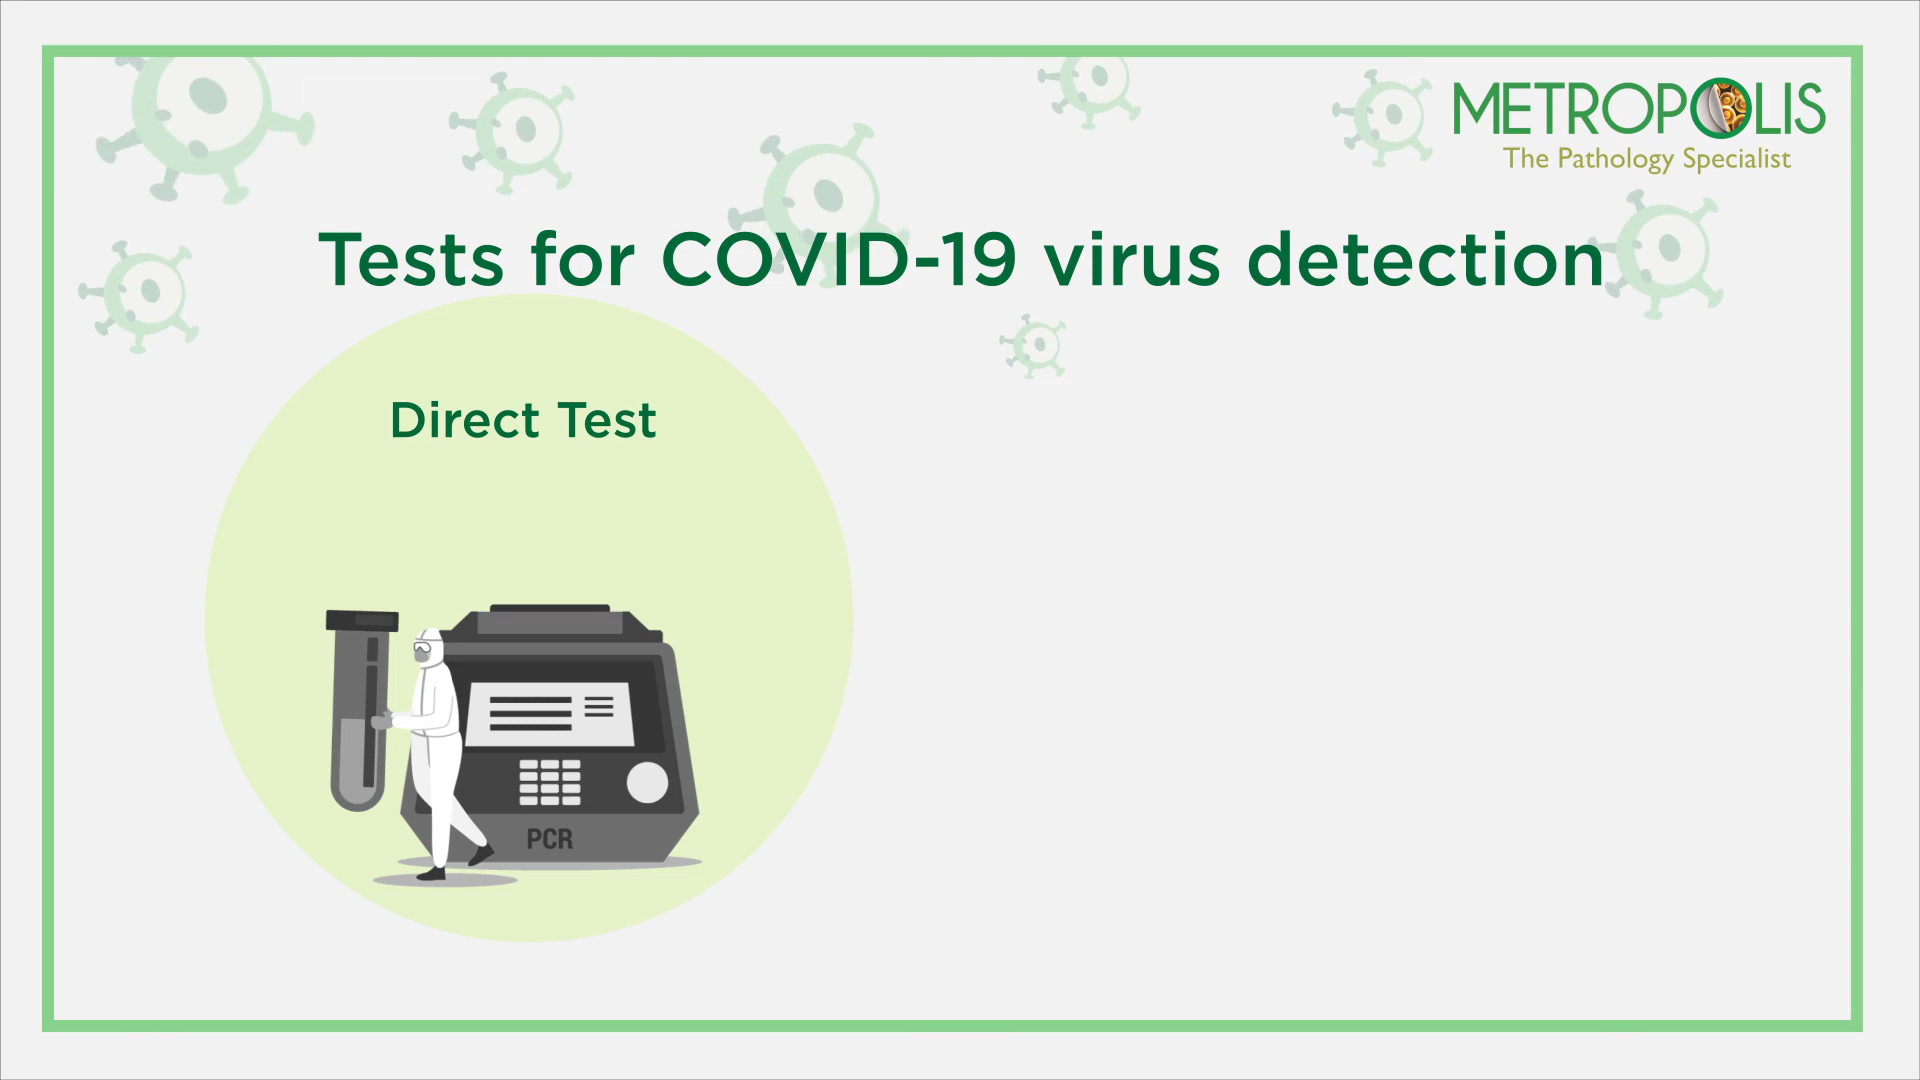 METROPOLIS
The Pathology Specialist
Tests for COVID-19 virus detection
Direct Test
PCR